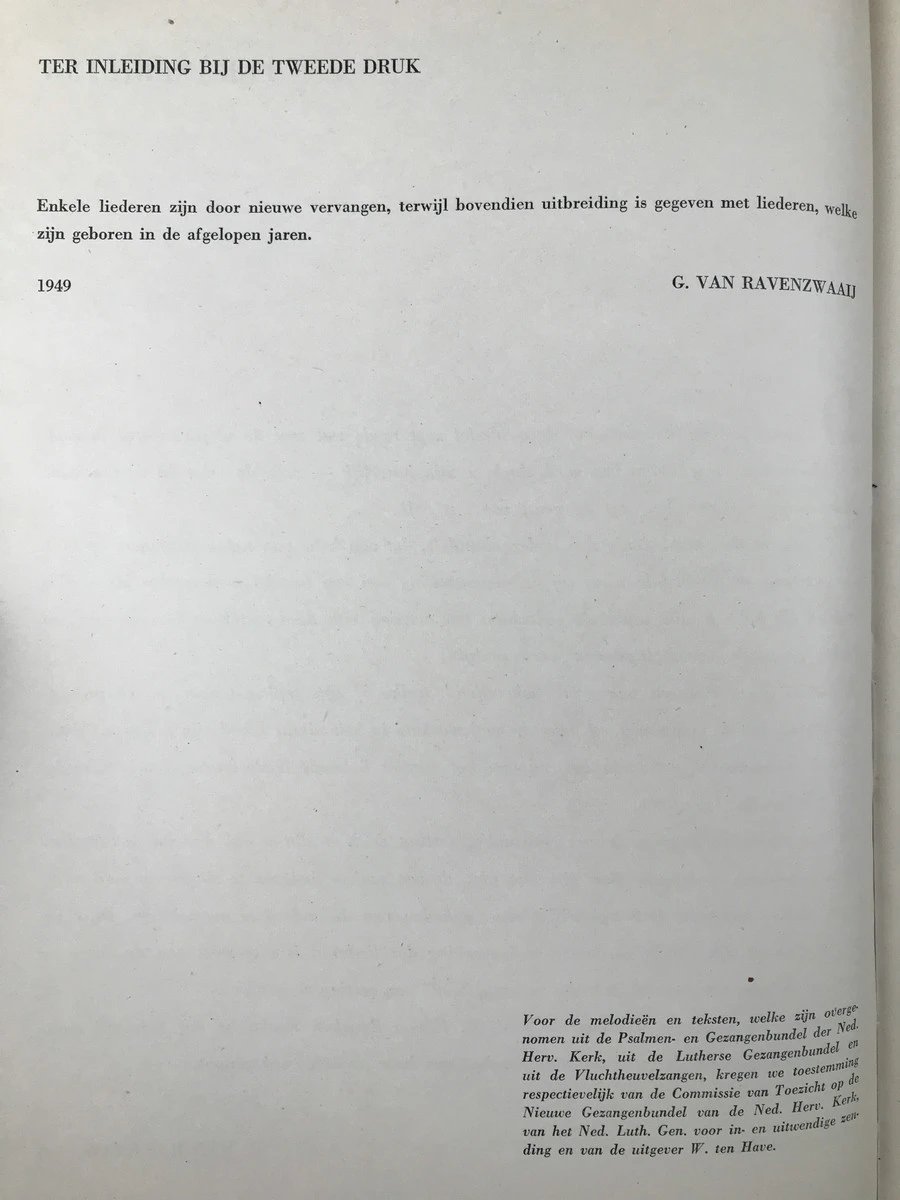 TER INLEIDING BIJ DE TWEEDE DRUK
Enkele liederen zijn door nieuwe vervangen, terwijl bovendien uitbreiding is gegeven met liederen, welke
zijn geboren in de afgelopen jaren.
1949 G. VAN RAVENZWAAIJ
Voor de melodieën en teksten, welke zijn overge-
nomen uit de Psalmen- en Gezangenbundel der Ned.
Herv. Kerk, uit de Lutherse Gezangenbundel en
uit de Vluchtheuvelzangen, kregen we toestemming
respectievelijk van de Commissie van Toezicht op de
Nieuwe Gezangenbundel van de Ned. Herv. Kerk,
van het Ned. Luth. Gen. voor in- en uitwendige zen-
ding en van de uitgever W. ten Have.